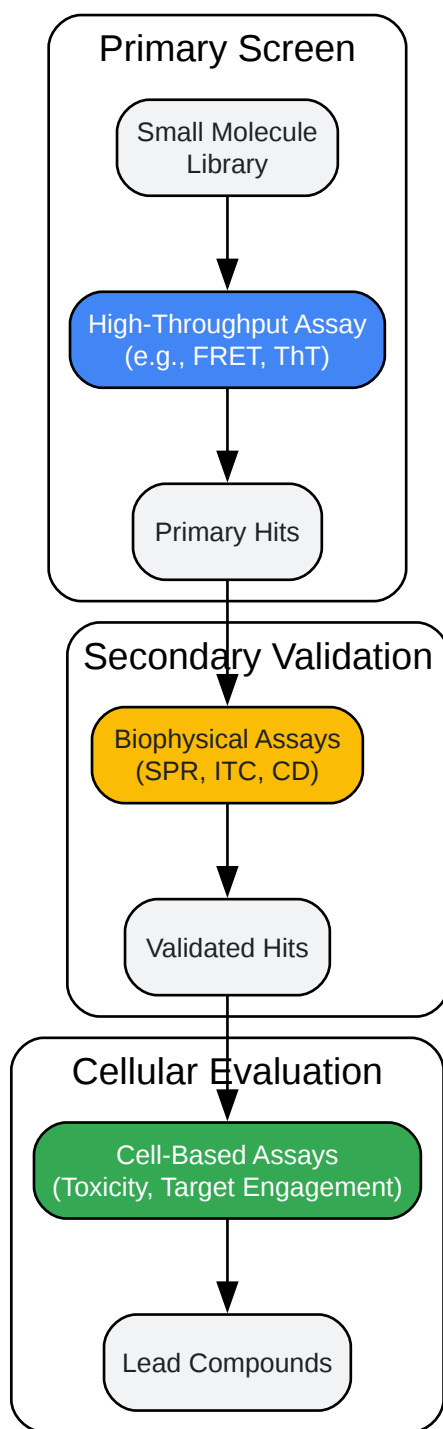 Primary Screen
Small Molecule
Library
High-Throughput Assay
(e.g., FRET, ThT)
Primary Hits
Secondary Validation
Biophysical Assays
(SPR, ITC, CD)
Validated Hits
Cellular Evaluation
Cell-Based Assays
(Toxicity, Target Engagement)
Lead Compounds